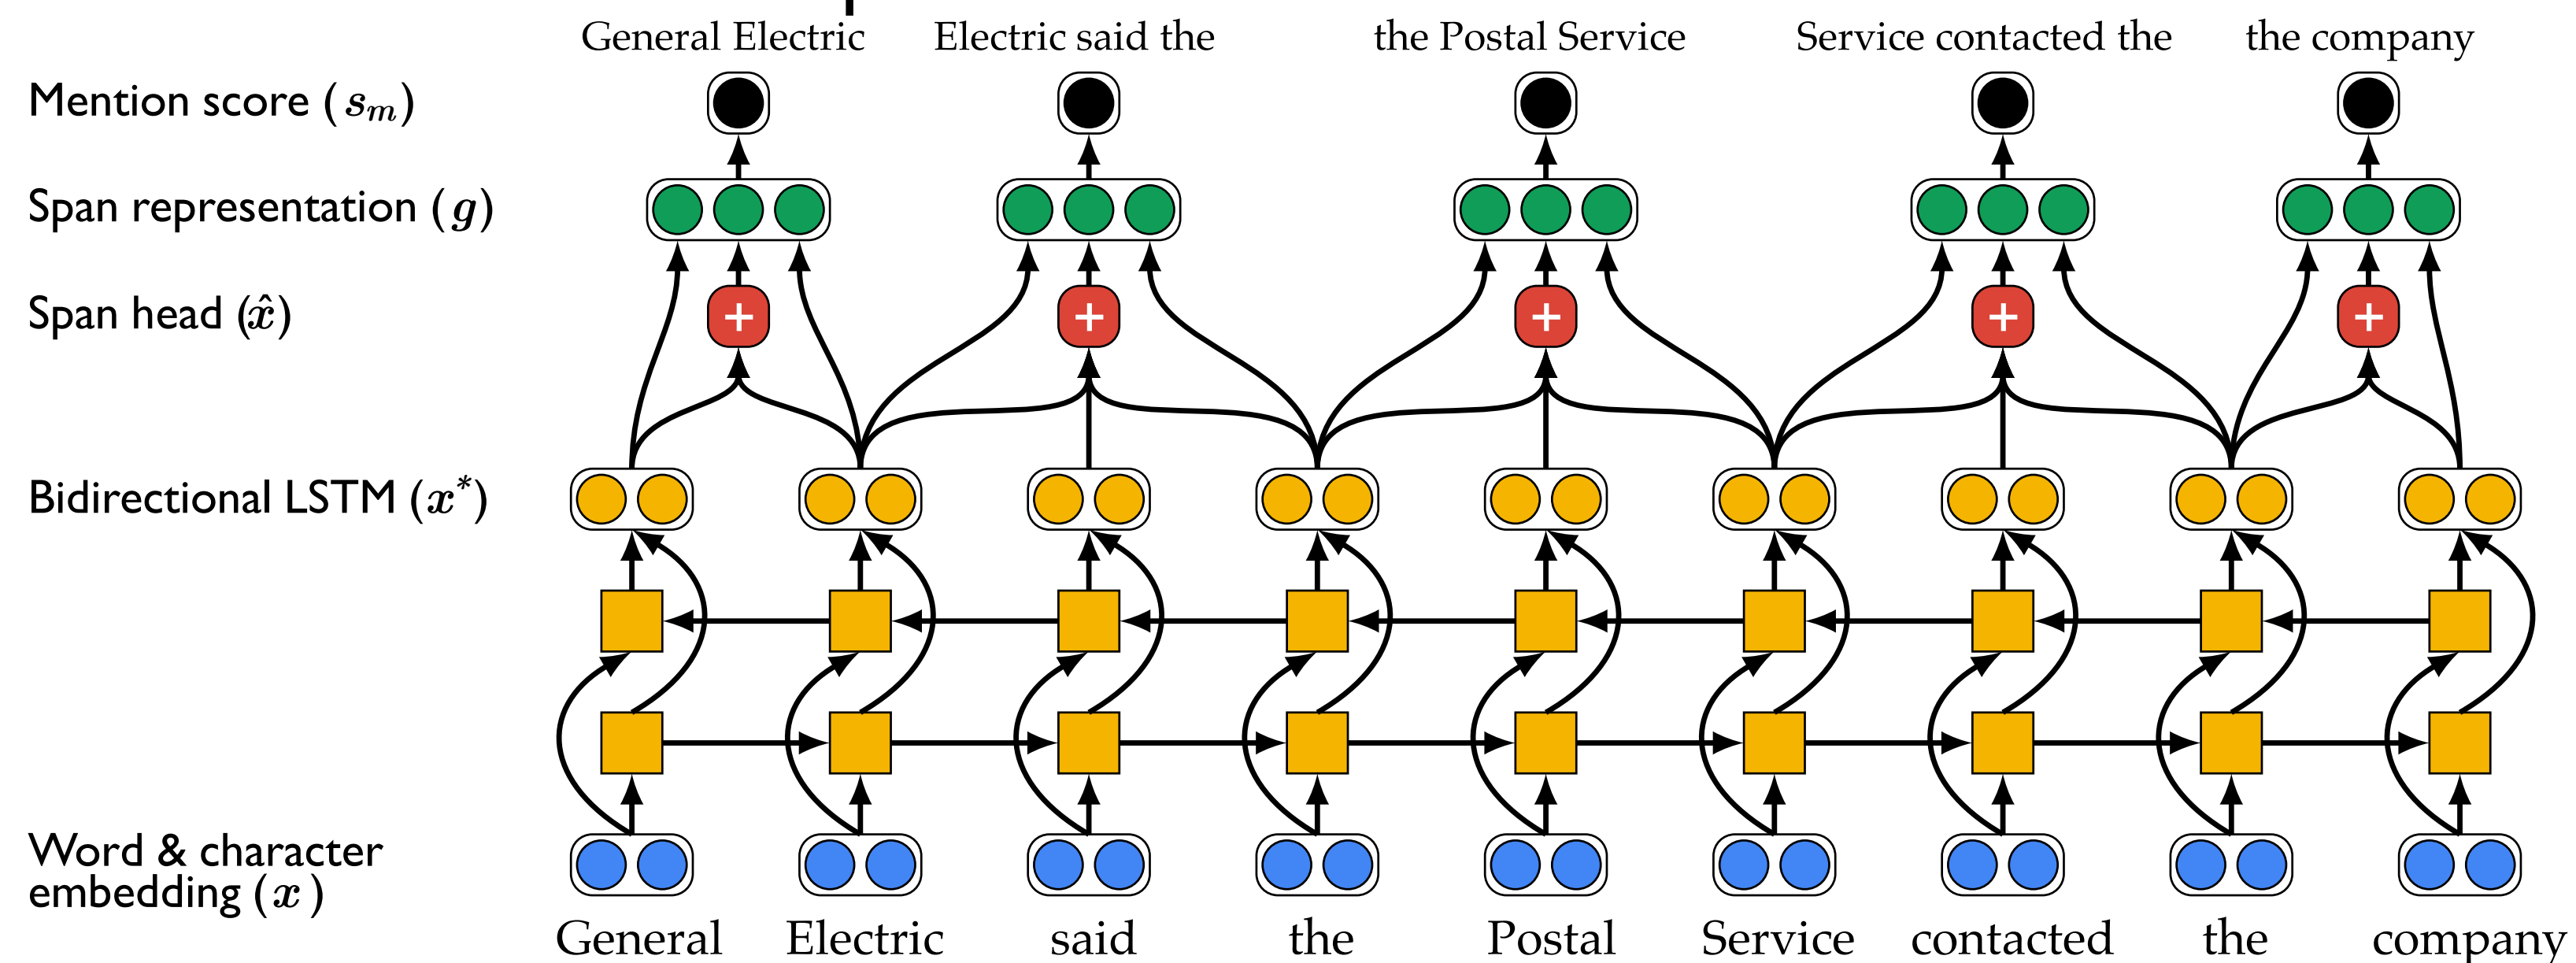 General Electric Electric said the the Postal Service Service contacted the the company
Mention score (sₘ)
Span representation (g)
Span head (x̂)
+ + + + +
Bidirectional LSTM (x*)
Word & character
embedding (x)
General Electric said the Postal Service contacted the company